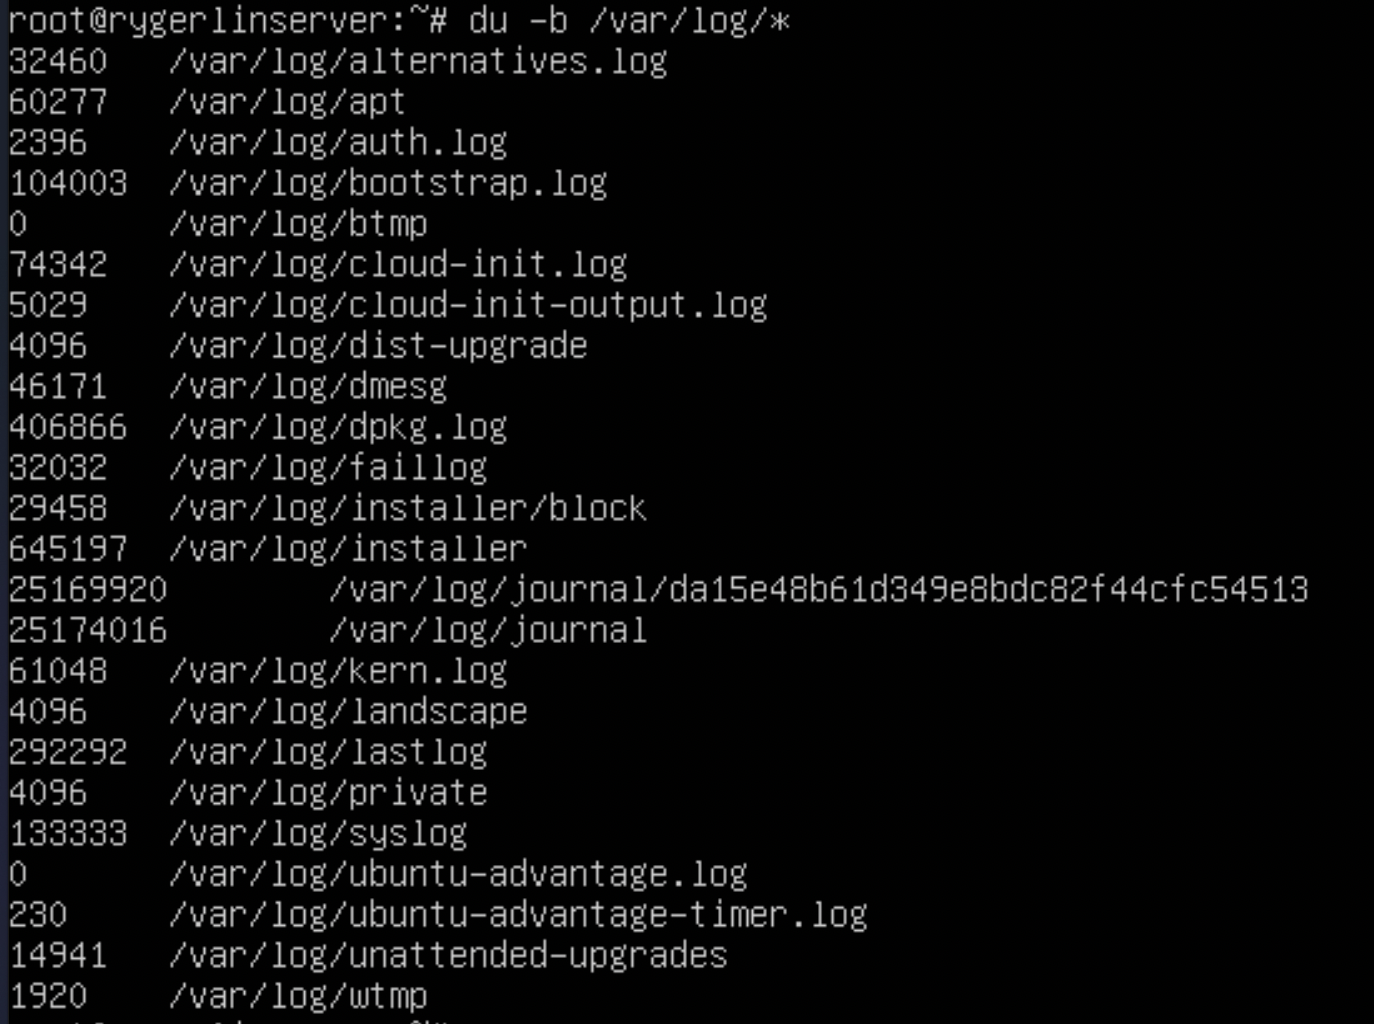 root@rygerlinserver:~# du -b /var/log/*
32460 /var/log/alternatives.log
60277 /var/log/apt
2396 /var/log/auth.log
104003 /var/log/bootstrap.log
0 /var/log/btmp
74342 /var/log/cloud-init.log
5029 /var/log/cloud-init-output.log
4096 /var/log/dist-upgrade
46171 /var/log/dmesg
406866 /var/log/dpkg.log
32032 /var/log/faillog
29458 /var/log/installer/block
645197 /var/log/installer
25169920 /var/log/journal/da15e48b61d349e8bdc82f44cfc54513
25174016 /var/log/journal
61048 /var/log/kern.log
4096 /var/log/landscape
292292 /var/log/lastlog
4096 /var/log/private
133333 /var/log/syslog
0 /var/log/ubuntu-advantage.log
230 /var/log/ubuntu-advantage-timer.log
14941 /var/log/unattended-upgrades
1920 /var/log/wtmp